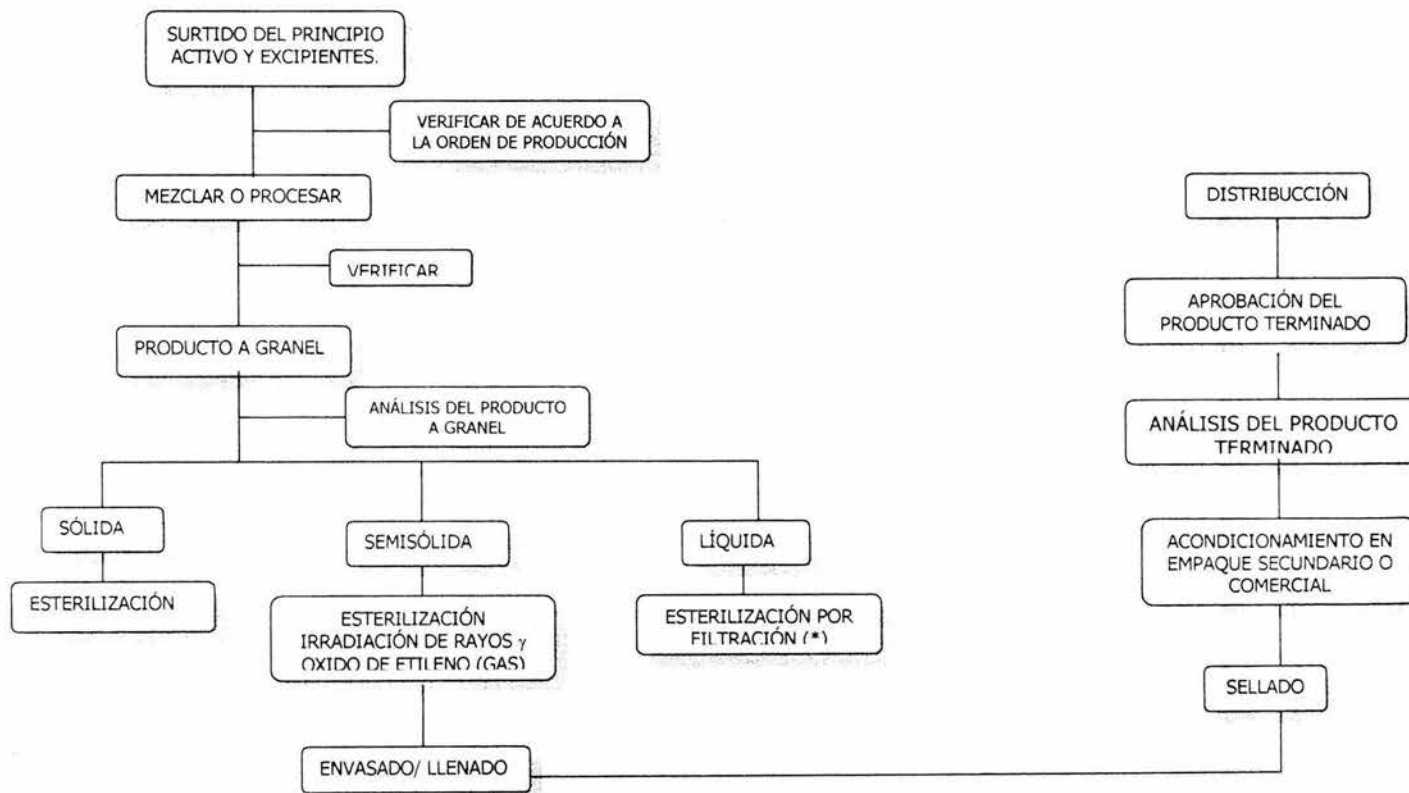 SURTIDO DEL PRINCIPIO
ACTIVO Y EXCIPIENTES.
VERIFICAR DE ACUERDO A
LA ORDEN DE PRODUCCIÓN
MEZCLAR O PROCESAR
VERIFICAR
PRODUCTO A GRANEL
ANÁLISIS DEL PRODUCTO
A GRANEL
SÓLIDA
ESTERILIZACIÓN
SEMISÓLIDA
ESTERILIZACIÓN
IRRADIACIÓN DE RAYOS γ
OXIDO DE ETILENO (GAS)
LÍQUIDA
ESTERILIZACIÓN POR
FILTRACIÓN (*)
ENVASADO/ LLENADO
DISTRIBUCCIÓN
APROBACIÓN DEL
PRODUCTO TERMINADO
ANÁLISIS DEL PRODUCTO
TERMINADO
ACONDICIONAMIENTO EN
EMPAQUE SECUNDARIO O
COMERCIAL
SELLADO